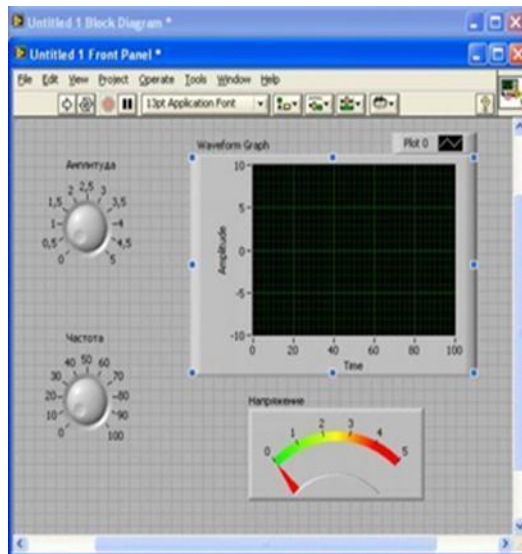 Untitled 1 Block Diagram *
Untitled 1 Front Panel *
File Edit View Project Operate Tools Window Help
13pt Application Font
Амплитуда
0 0,5 1 1,5 2 2,5 3 4 4,5 5
Waveform Graph
Plot 0
Amplitude
10
5
0
-5
-10
0 20 40 60 80 100
Time
Частота
0 10 20 30 40 50 60 70 80 90 100
Напряжение
0 1 2 3 4 5